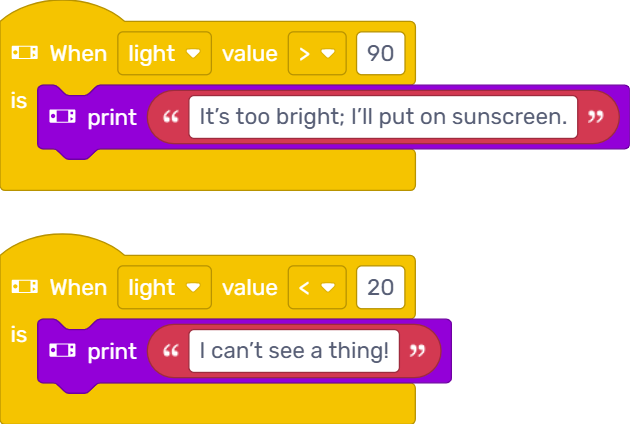 When light value > 90
is
print “ It’s too bright; I’ll put on sunscreen. ”
When light value < 20
is
print “ I can’t see a thing! ”